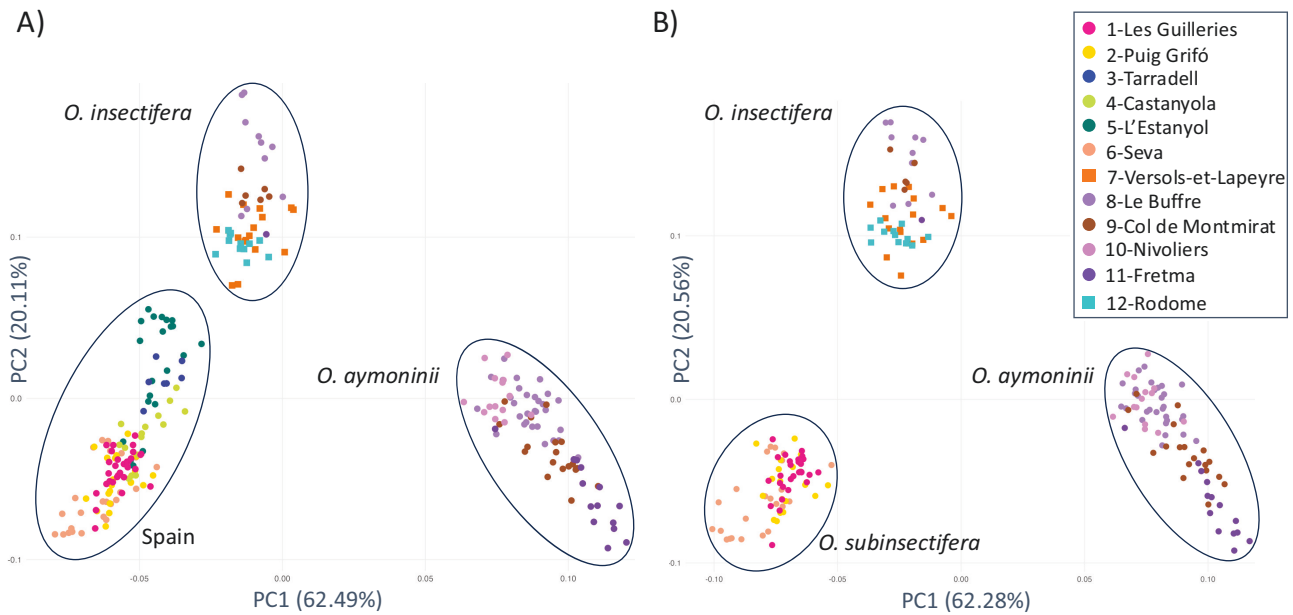 A)
O. insectifera
O. aymoninii
Spain
PC2 (20.11%)
0.1
0.0
-0.1
-0.05
0.00
0.05
0.10
PC1 (62.49%)
B)
O. insectifera
O. aymoninii
O. subinsectifera
PC2 (20.56%)
0.1
0.0
-0.1
-0.10
-0.05
0.00
0.05
0.10
PC1 (62.28%)
1-Les Guilleries
2-Puig Grifó
3-Tarradell
4-Castanyola
5-L’Estanyol
6-Seva
7-Versols-et-Lapeyre
8-Le Buffre
9-Col de Montmirat
10-Nivoliers
11-Fretma
12-Rodome